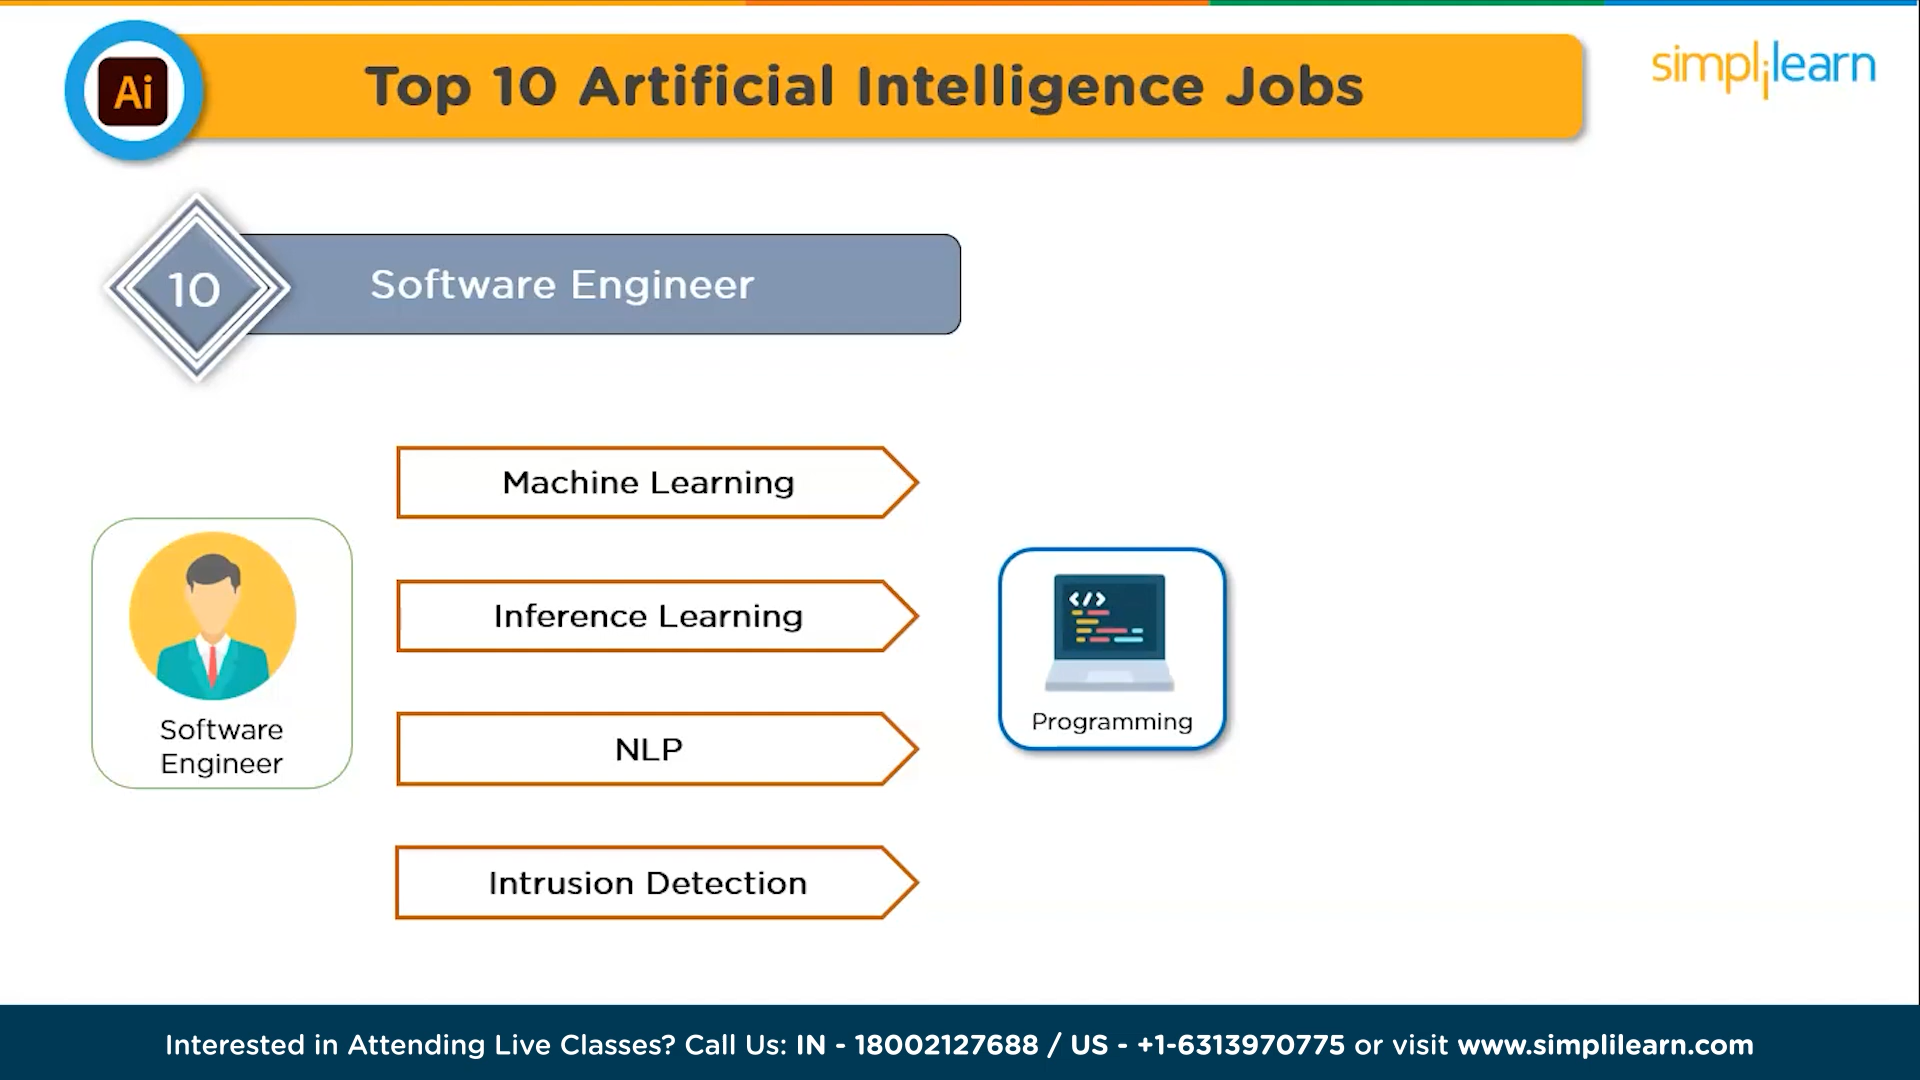 Ai
Top 10 Artificial Intelligence Jobs
simplilearn
10
Software Engineer
Machine Learning
Inference Learning
NLP
Intrusion Detection
Software
Engineer
</>
Programming
Interested in Attending Live Classes? Call Us: IN - 18002127688 / US - +1-6313970775 or visit www.simplilearn.com